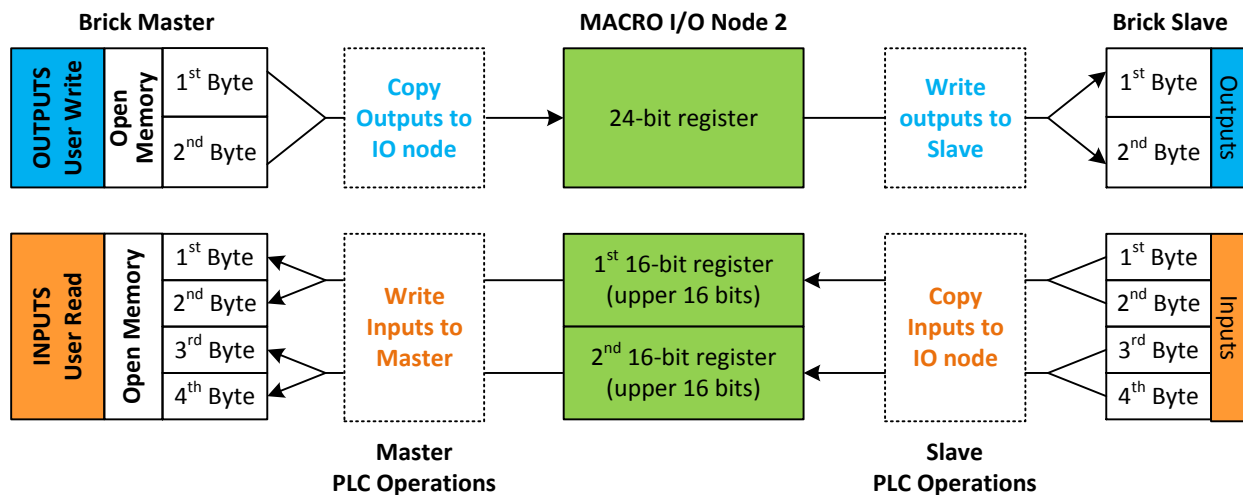 Brick Master
MACRO I/O Node 2
Brick Slave
OUTPUTS
User Write
Open
Memory
1st Byte
2nd Byte
Copy
Outputs to
IO node
24-bit register
Write
outputs to
Slave
1st Byte
2nd Byte
Outputs
INPUTS
User Read
Open Memory
1st Byte
2nd Byte
3rd Byte
4th Byte
Write
Inputs to
Master
1st 16-bit register
(upper 16 bits)
2nd 16-bit register
(upper 16 bits)
Copy
Inputs to
IO node
1st Byte
2nd Byte
3rd Byte
4th Byte
Inputs
Master
PLC Operations
Slave
PLC Operations